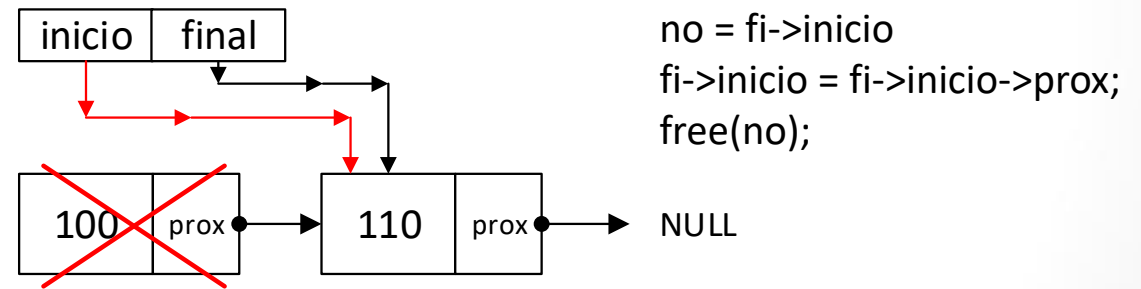 inicio final
no = fi->inicio
fi->inicio = fi->inicio->prox;
free(no);
100 prox 110 prox NULL